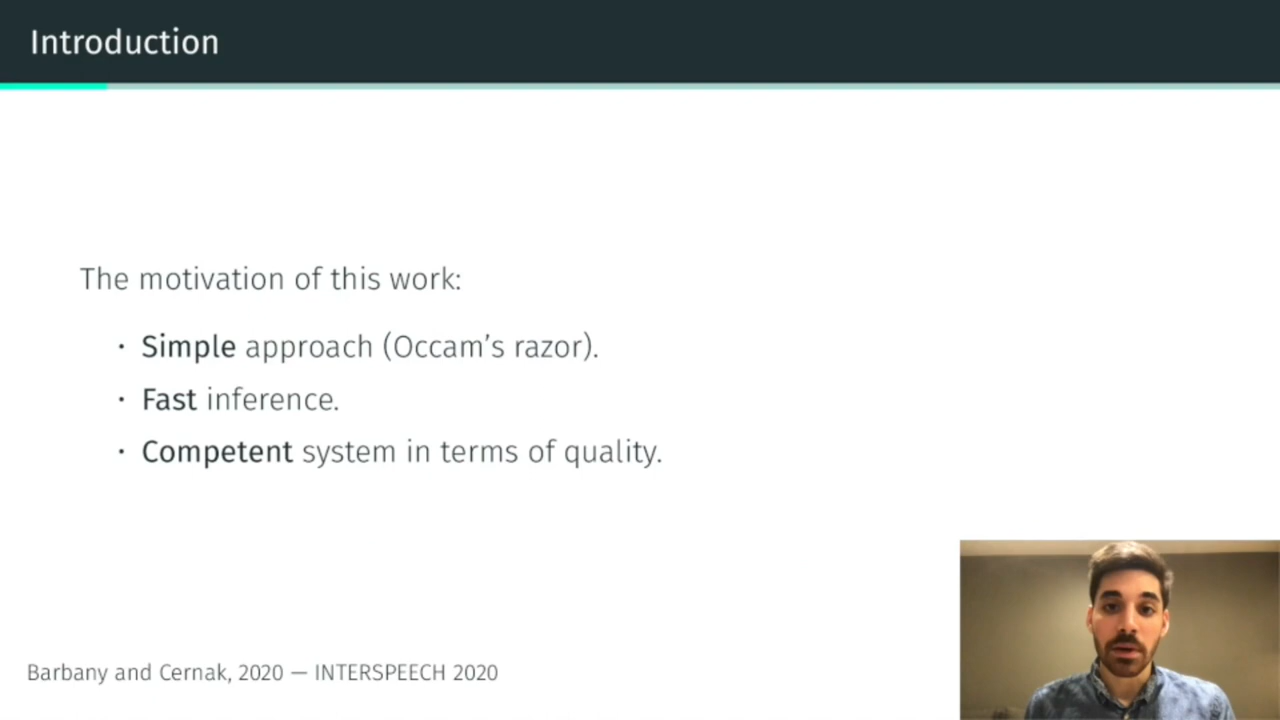 Introduction
The motivation of this work:
· Simple approach (Occam’s razor).
· Fast inference.
· Competent system in terms of quality.
Barbany and Cernak, 2020 — INTERSPEECH 2020